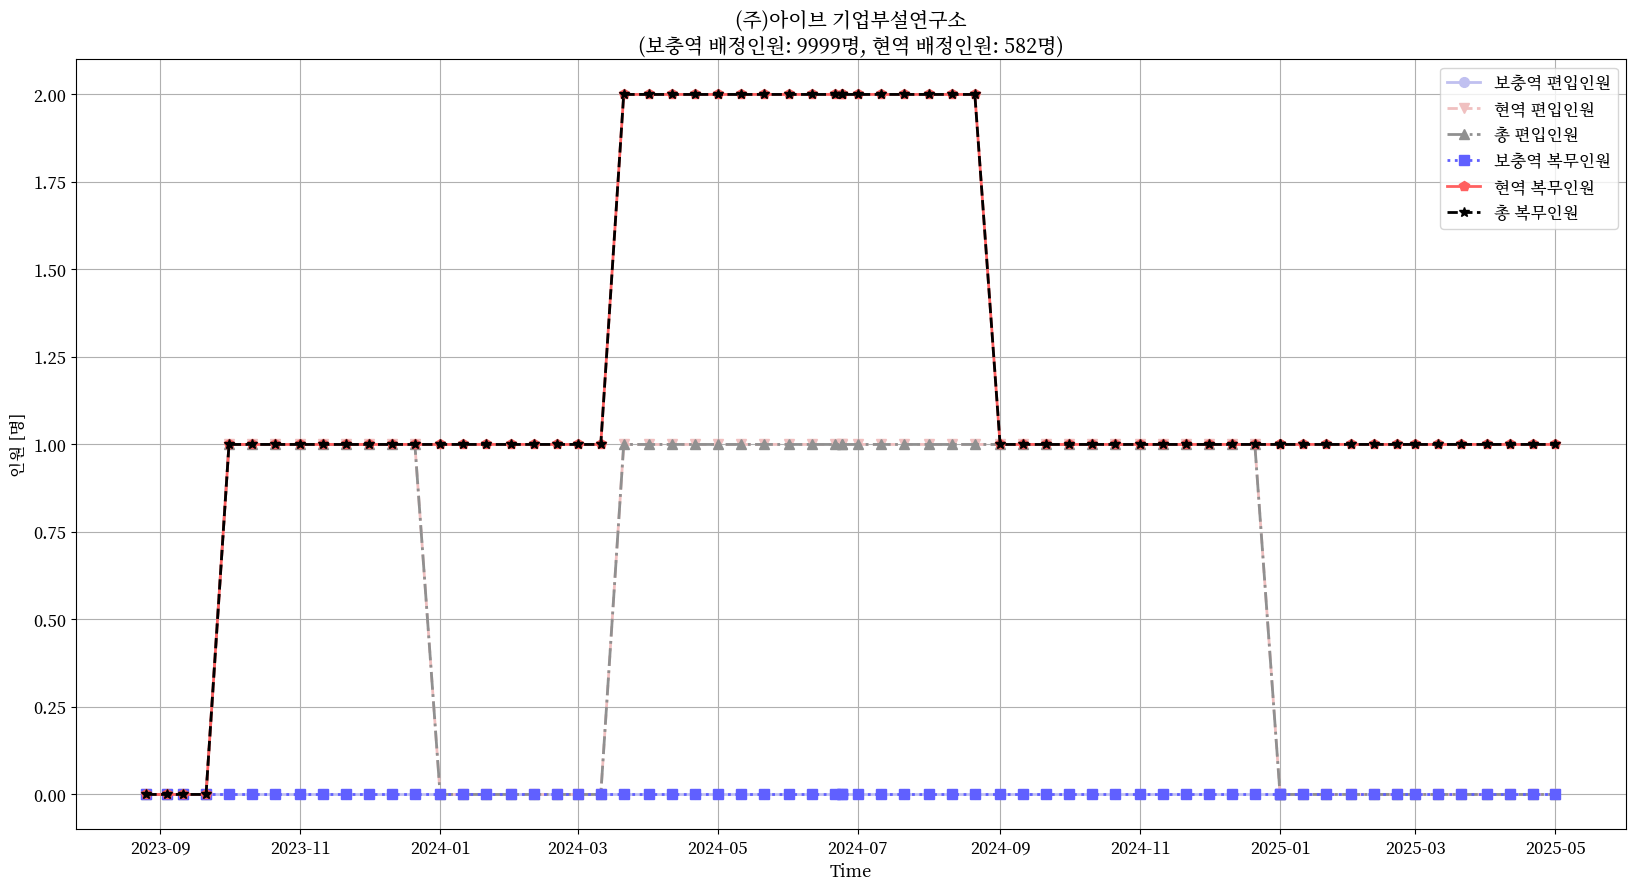 (주)아이브 기업부설연구소
(보충역 배정인원: 9999명, 현역 배정인원: 582명)
2.00
1.75
1.50
1.25
1.00
0.75
0.50
0.25
0.00
인원 [명]
보충역 편입인원
현역 편입인원
총 편입인원
보충역 복무인원
현역 복무인원
총 복무인원
2023-09
2023-11
2024-01
2024-03
2024-05
2024-07
2024-09
2024-11
2025-01
2025-03
2025-05
Time